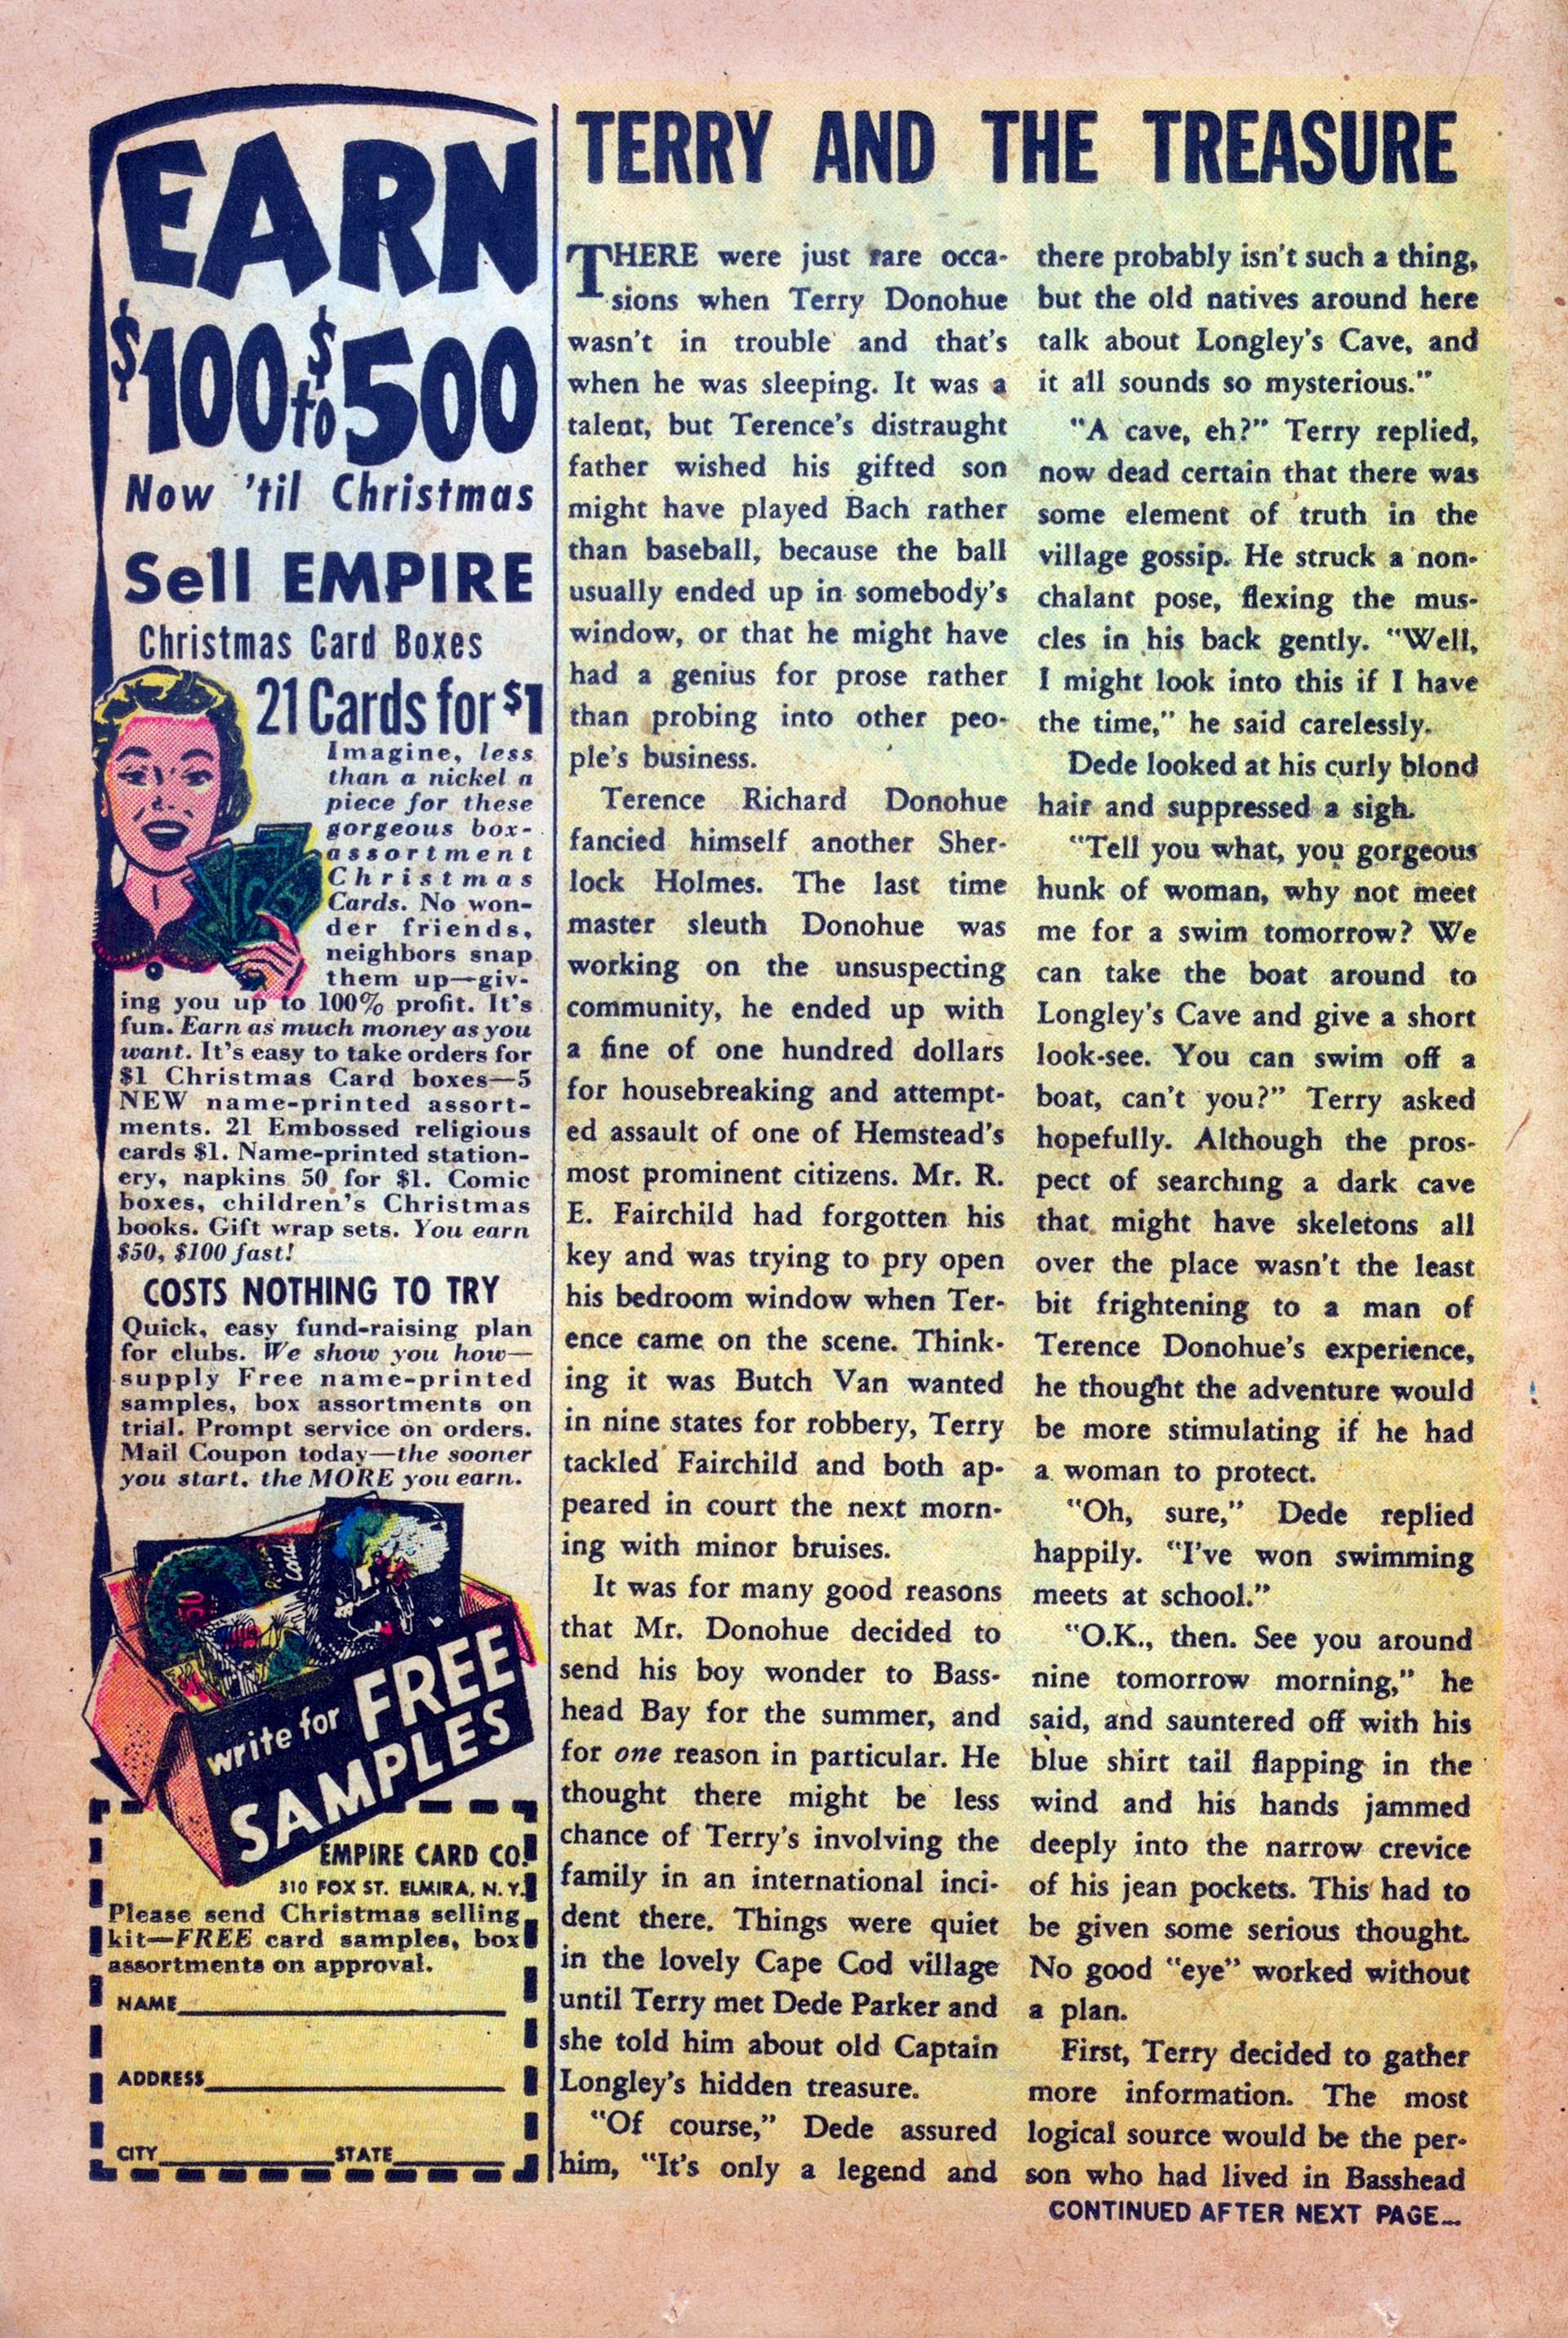 EARN
$100 to $500
Now 'til Christmas
Sell EMPIRE
Christmas Card Boxes
21 Cards for $1
Imagine, less
than a nickel a
piece for these
gorgeous box-
assortment
Christmas
Cards. No won-
der friends,
neighbors snap
them up—giv-
ing you up to 100% profit. It's
fun. Earn as much money as you
want. It's easy to take orders for
$1 Christmas Card boxes—5
NEW name-printed assort-
ments. 21 Embossed religious
cards $1. Name-printed station-
ery, napkins 50 for $1. Comic
boxes, children's Christmas
books. Gift wrap sets. You earn
$50, $100 fast!
COSTS NOTHING TO TRY
Quick, easy fund-raising plan
for clubs. We show you how—
supply Free name-printed
samples, box assortments on
trial. Prompt service on orders.
Mail Coupon today—the sooner
you start, the MORE you earn.
write for FREE
SAMPLES
EMPIRE CARD CO.
310 FOX ST. ELMIRA, N. Y.
Please send Christmas selling
kit—FREE card samples, box
assortments on approval.
NAME
ADDRESS
CITY STATE
TERRY AND THE TREASURE
THERE were just rare occa-
sions when Terry Donohue
wasn't in trouble and that's
when he was sleeping. It was a
talent, but Terence's distraught
father wished his gifted son
might have played Bach rather
than baseball, because the ball
usually ended up in somebody's
window, or that he might have
had a genius for prose rather
than probing into other peo-
ple's business.
Terence Richard Donohue
fancied himself another Sher-
lock Holmes. The last time
master sleuth Donohue was
working on the unsuspecting
community, he ended up with
a fine of one hundred dollars
for housebreaking and attempt-
ed assault of one of Hemstead's
most prominent citizens. Mr. R.
E. Fairchild had forgotten his
key and was trying to pry open
his bedroom window when Ter-
ence came on the scene. Think-
ing it was Butch Van wanted
in nine states for robbery, Terry
tackled Fairchild and both ap-
peared in court the next morn-
ing with minor bruises.
It was for many good reasons
that Mr. Donohue decided to
send his boy wonder to Bass-
head Bay for the summer, and
for one reason in particular. He
thought there might be less
chance of Terry's involving the
family in an international inci-
dent there. Things were quiet
in the lovely Cape Cod village
until Terry met Dede Parker and
she told him about old Captain
Longley's hidden treasure.
"Of course," Dede assured
him, "It's only a legend and
there probably isn't such a thing,
but the old natives around here
talk about Longley's Cave, and
it all sounds so mysterious."
"A cave, eh?" Terry replied,
now dead certain that there was
some element of truth in the
village gossip. He struck a non-
chalant pose, flexing the mus-
cles in his back gently. "Well,
I might look into this if I have
the time," he said carelessly.
Dede looked at his curly blond
hair and suppressed a sigh.
"Tell you what, you gorgeous
hunk of woman, why not meet
me for a swim tomorrow? We
can take the boat around to
Longley's Cave and give a short
look-see. You can swim off a
boat, can't you?" Terry asked
hopefully. Although the pros-
pect of searching a dark cave
that might have skeletons all
over the place wasn't the least
bit frightening to a man of
Terence Donohue's experience,
he thought the adventure would
be more stimulating if he had
a woman to protect.
"Oh, sure," Dede replied
happily. "I've won swimming
meets at school."
"O.K., then. See you around
nine tomorrow morning," he
said, and sauntered off with his
blue shirt tail flapping in the
wind and his hands jammed
deeply into the narrow crevice
of his jean pockets. This had to
be given some serious thought.
No good "eye" worked without
a plan.
First, Terry decided to gather
more information. The most
logical source would be the per-
son who had lived in Basshead
CONTINUED AFTER NEXT PAGE...